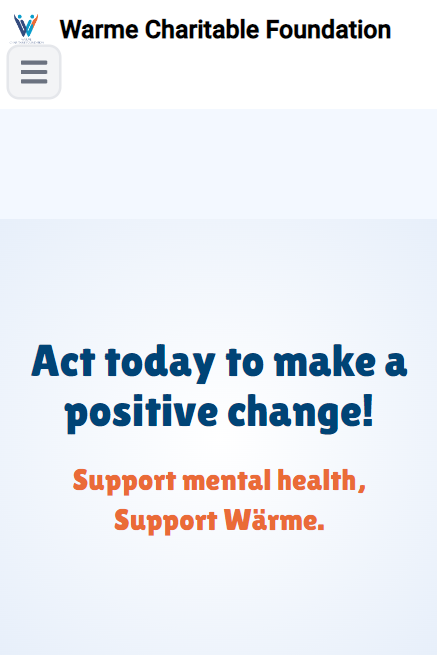 Warme Charitable Foundation
Act today to make a
positive change!
Support mental health,
Support Wärme.